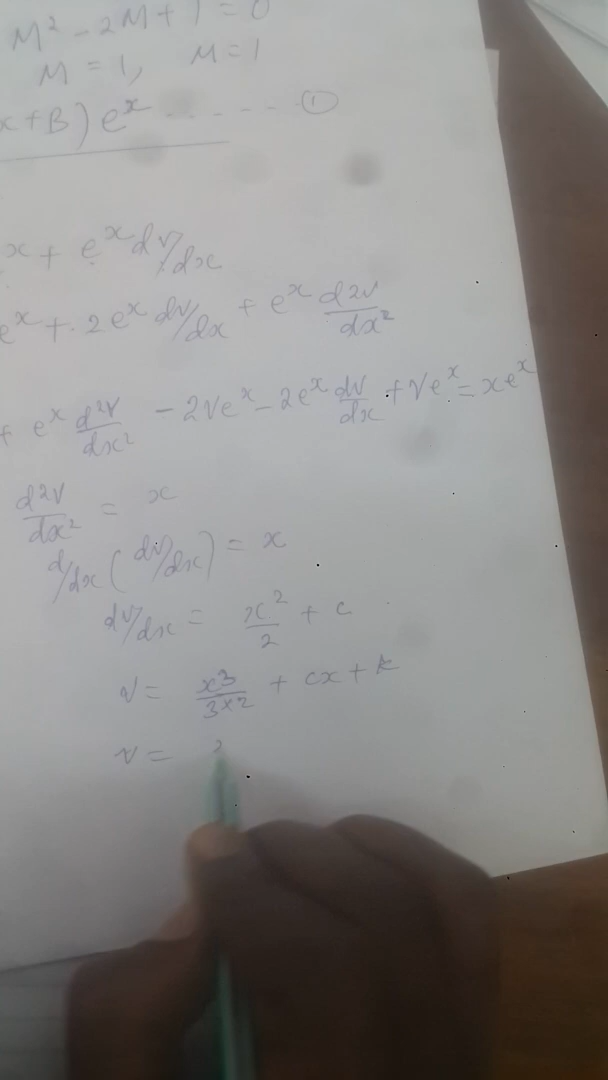 M² - 2M + 1 = 0
M = 1, M = 1
x + B) eˣ ........ ①
x + eˣ dv/dx
eˣ + 2eˣ dv/dx + eˣ d2v/dx²
+ eˣ d²v/dx² - 2veˣ - 2eˣ dv/dx + veˣ = xeˣ
d2v/dx² = x
d/dx (dv/dx) = x
dv/dx = x²/2 + c
v = x3/3×2 + cx + k
v =